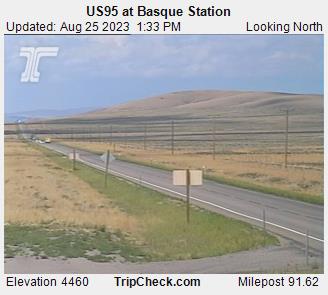 US95 at Basque Station
Updated: Aug 25 2023 1:33 PM Looking North
Elevation 4460 TripCheck.com Milepost 91.62